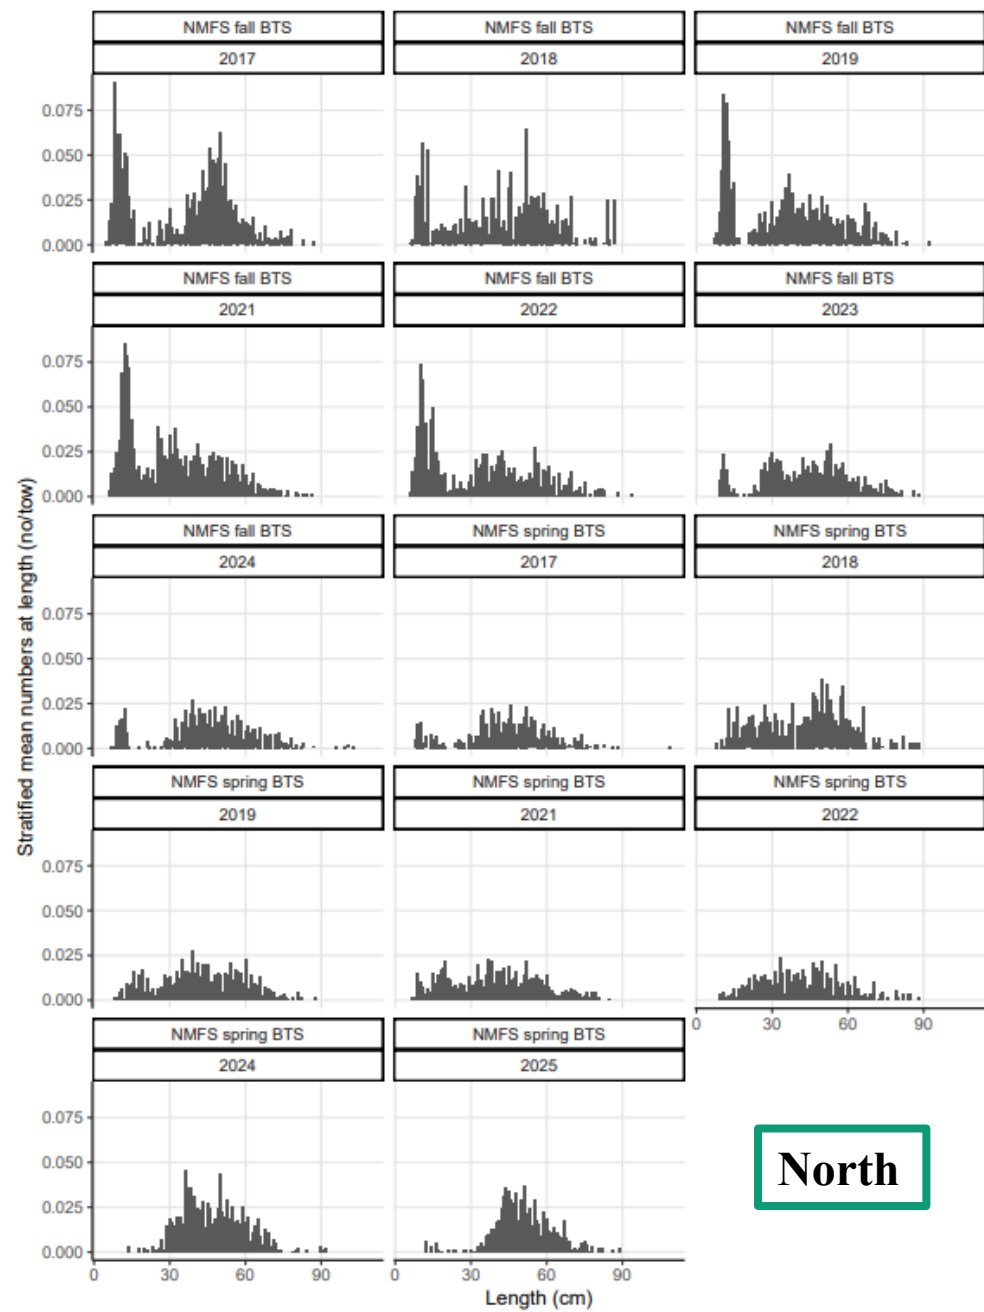 NMFS fall BTS NMFS fall BTS NMFS fall BTS
2017 2018 2019
0.075
0.050
0.025
0.000
NMFS fall BTS NMFS fall BTS NMFS fall BTS
2021 2022 2023
0.075
0.050
0.025
0.000
NMFS fall BTS NMFS spring BTS NMFS spring BTS
2024 2017 2018
0.075
0.050
0.025
0.000
NMFS spring BTS NMFS spring BTS NMFS spring BTS
2019 2021 2022
0.075
0.050
0.025
0.000
0 30 60 90
NMFS spring BTS NMFS spring BTS
2024 2025
0.075
0.050
0.025
0.000
0 30 60 90 0 30 60 90
Length (cm)
Stratified mean numbers at length (no/tow)
North